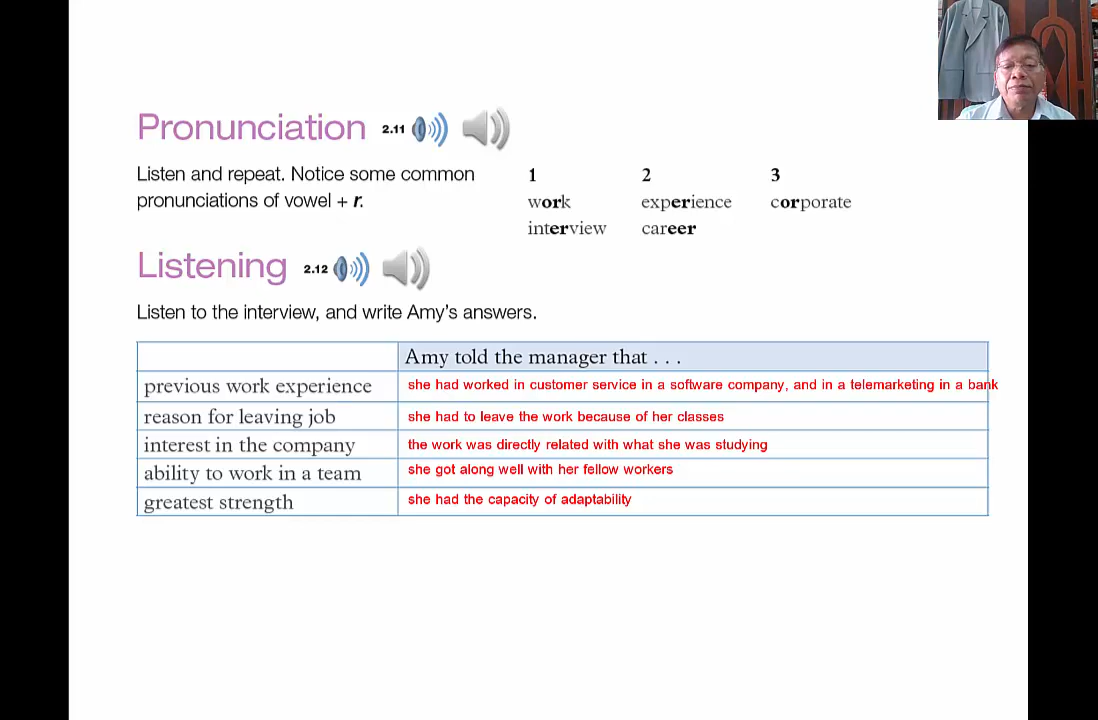 Pronunciation 2.11
Listen and repeat. Notice some common
pronunciations of vowel + r.
1 2 3
work experience corporate
interview career
Listening 2.12
Listen to the interview, and write Amy's answers.
Amy told the manager that . . .
previous work experience she had worked in customer service in a software company, and in a telemarketing in a bank
reason for leaving job she had to leave the work because of her classes
interest in the company the work was directly related with what she was studying
ability to work in a team she got along well with her fellow workers
greatest strength she had the capacity of adaptability